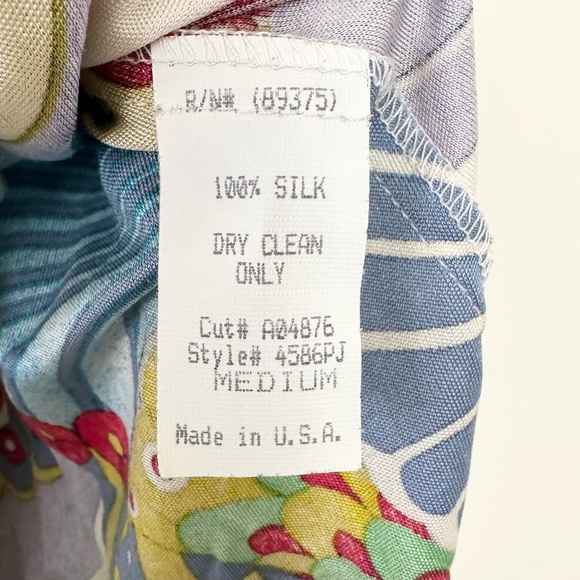 R/N# (89375)
100% SILK
DRY CLEAN
ONLY
Cut# A04876
Style# 4586PJ
MEDIUM
Made in U.S.A.